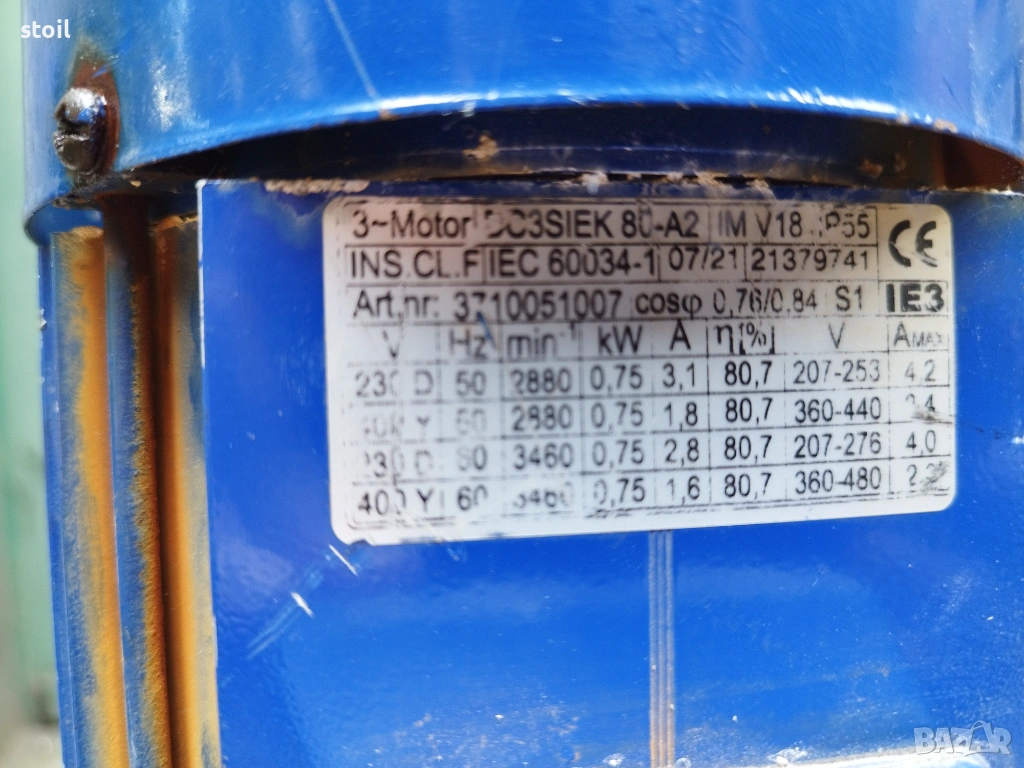 stoil
3~Motor 80-A2 IM V18 IP55 CE
INS.CL.F IEC 60034-1 07/21 21379741
Art.nr. 3710051007 cosφ 0,76/0,84 S1 IE3
V Hz min⁻¹ kW A η[%] V AMAX
230 D 50 2880 0,75 3,1 80,7 207-253 4,2
400 Y 2880 0,75 1,8 80,7 360-440
230 D 60 3460 0,75 2,8 80,7 207-276 4,0
400 Y 60 3460 0,75 1,6 80,7 360-480
BAZAR